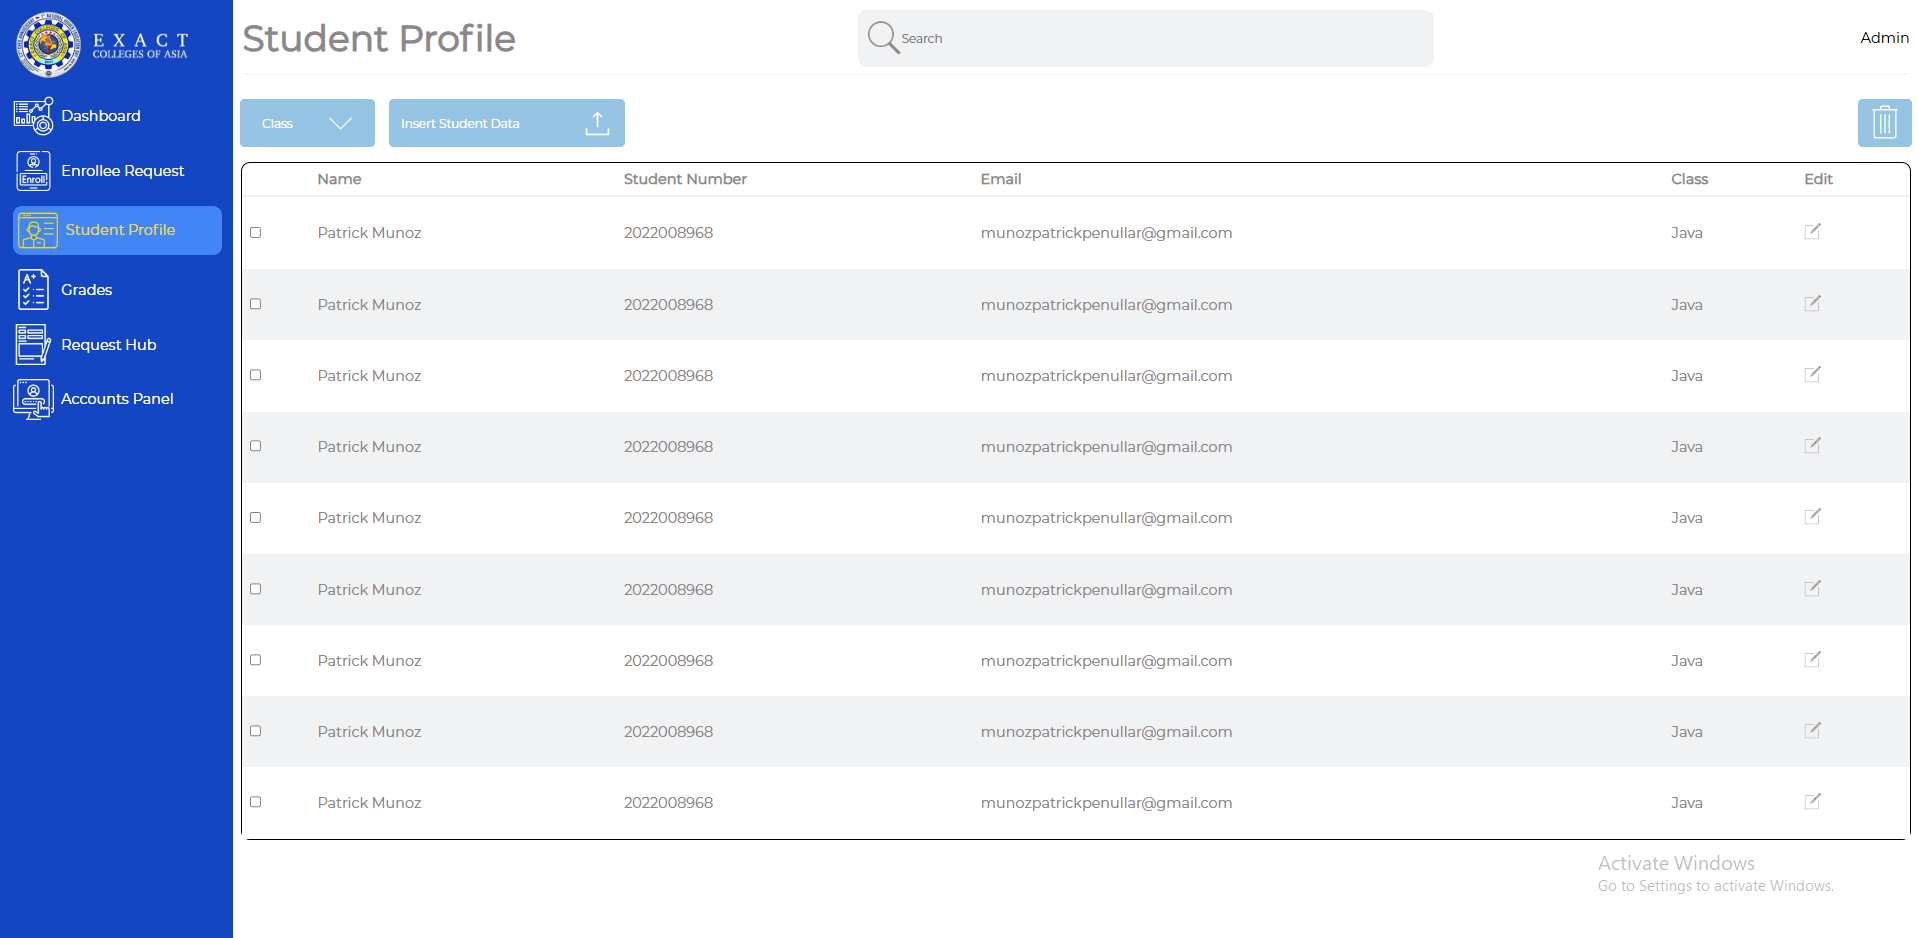 EXACT
COLLEGES OF ASIA
Student Profile
Search
Admin
Dashboard
Enroll
Enrollee Request
Student Profile
A+
Grades
Request Hub
Accounts Panel
Class
Insert Student Data
Name Student Number Email Class Edit
Patrick Munoz 2022008968 munozpatrickpenullar@gmail.com Java
Patrick Munoz 2022008968 munozpatrickpenullar@gmail.com Java
Patrick Munoz 2022008968 munozpatrickpenullar@gmail.com Java
Patrick Munoz 2022008968 munozpatrickpenullar@gmail.com Java
Patrick Munoz 2022008968 munozpatrickpenullar@gmail.com Java
Patrick Munoz 2022008968 munozpatrickpenullar@gmail.com Java
Patrick Munoz 2022008968 munozpatrickpenullar@gmail.com Java
Patrick Munoz 2022008968 munozpatrickpenullar@gmail.com Java
Patrick Munoz 2022008968 munozpatrickpenullar@gmail.com Java
Activate Windows
Go to Settings to activate Windows.